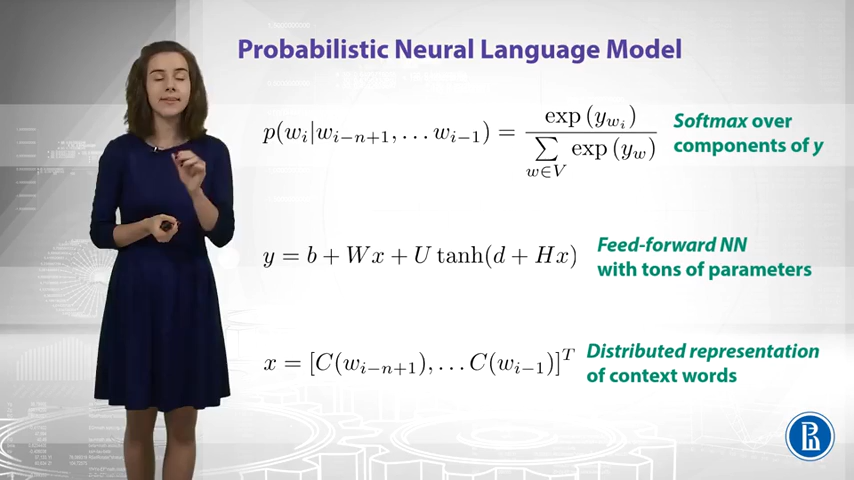 Probabilistic Neural Language Model
p(w_i|w_{i-n+1}, … w_{i-1}) = exp(y_{w_i}) / ∑_{w∈V} exp(y_w)
Softmax over
components of y
y = b + Wx + U tanh(d + Hx)
Feed-forward NN
with tons of parameters
x = [C(w_{i-n+1}), … C(w_{i-1})]^T
Distributed representation
of context words